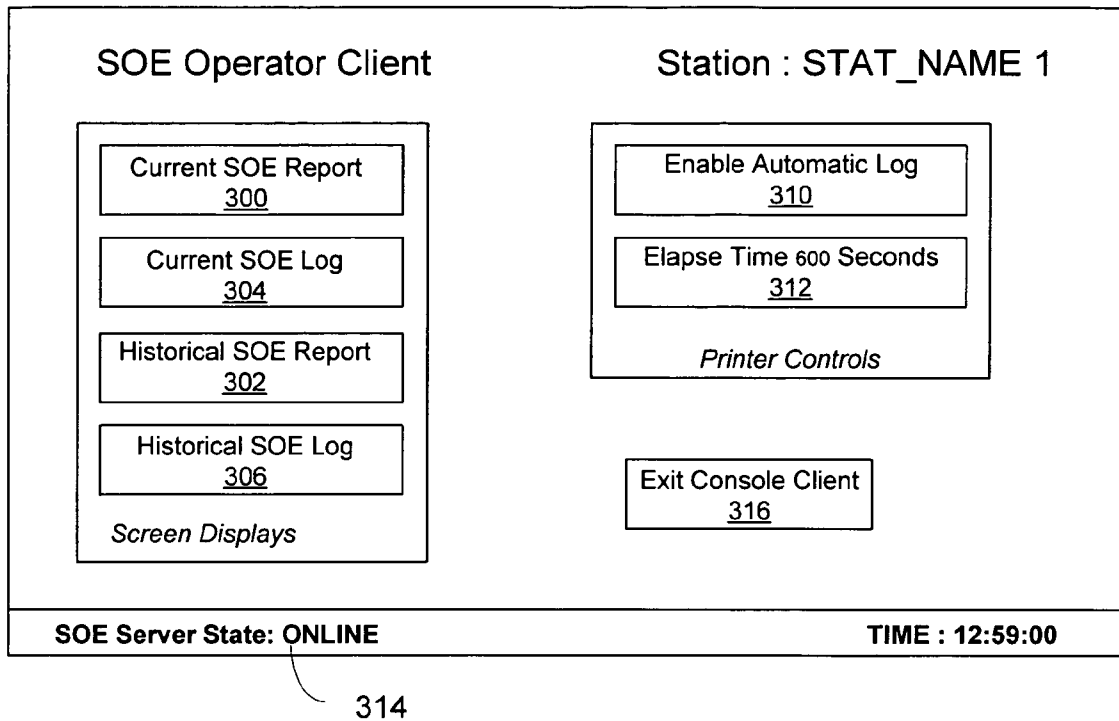 SOE Operator Client
Station : STAT_NAME 1
Current SOE Report
300
Current SOE Log
304
Historical SOE Report
302
Historical SOE Log
306
Screen Displays
Enable Automatic Log
310
Elapse Time 600 Seconds
312
Printer Controls
Exit Console Client
316
SOE Server State: ONLINE
TIME : 12:59:00
314